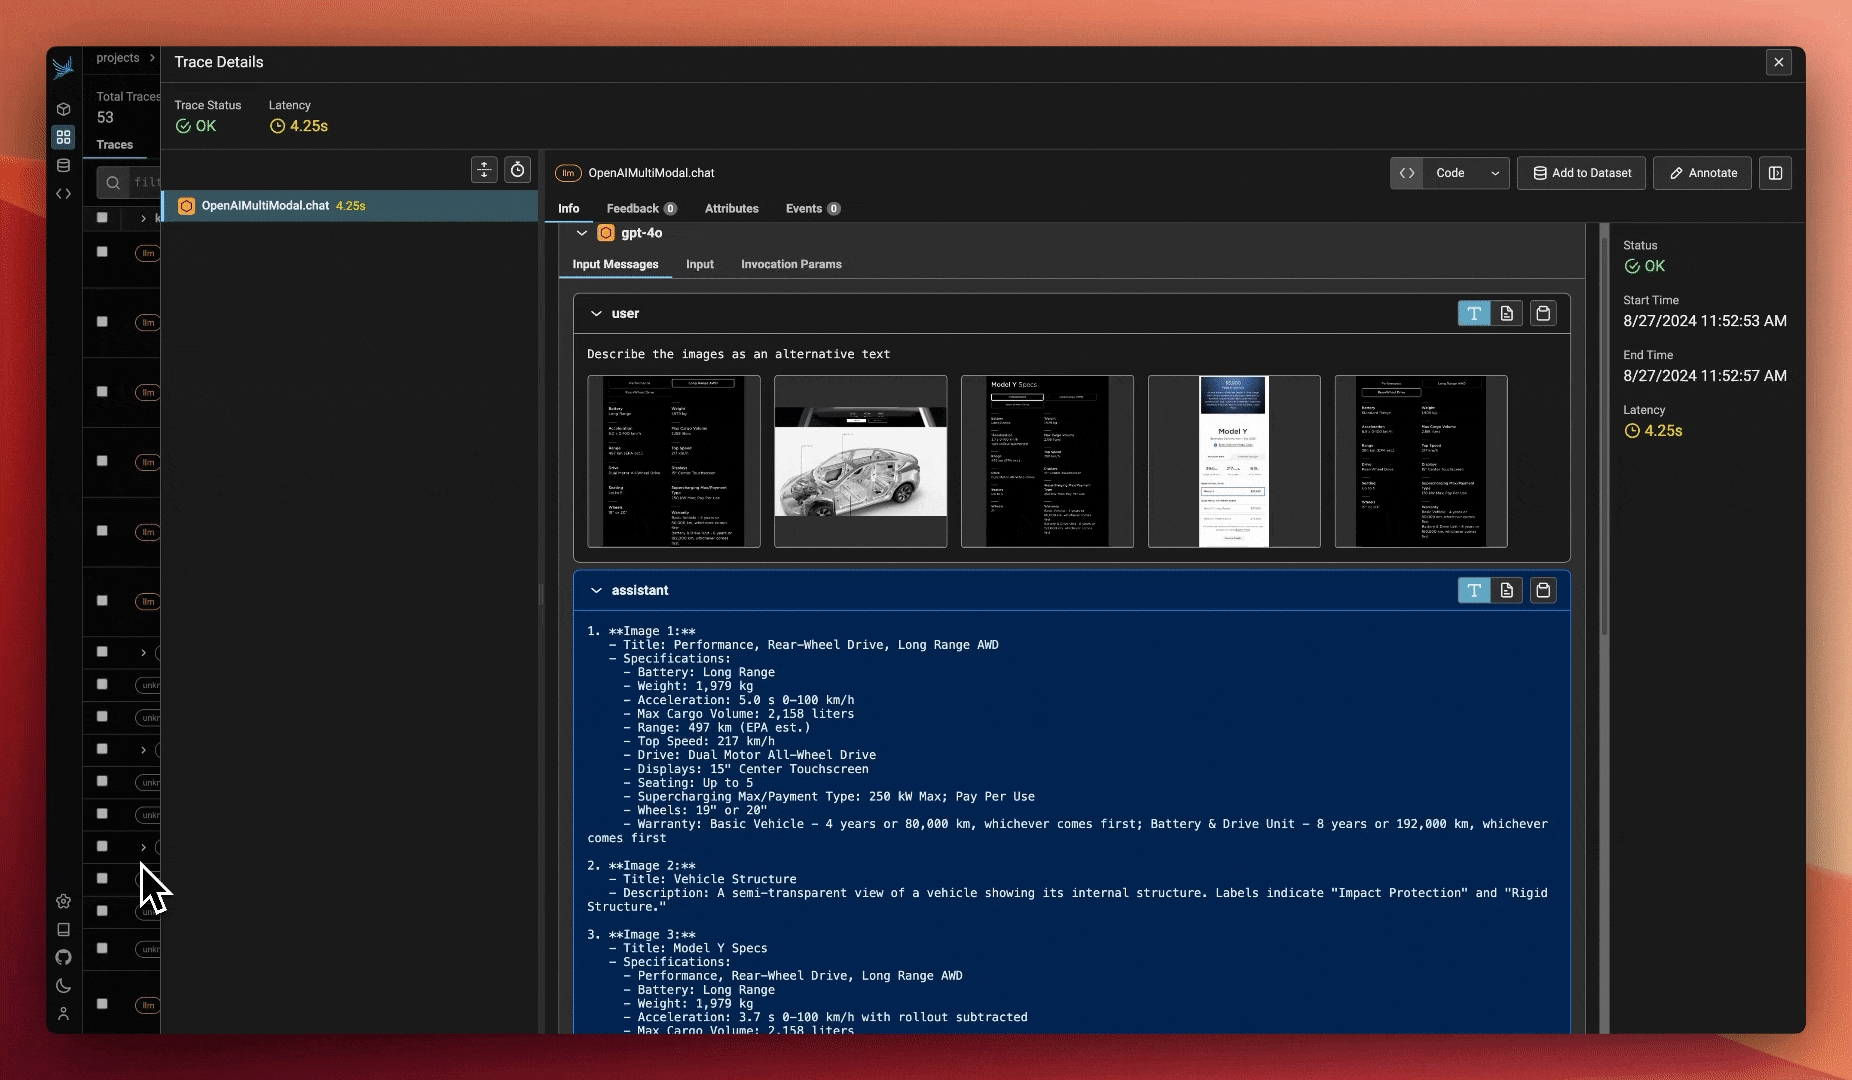 projects
Trace Details
Total Traces
53
Trace Status
OK
Latency
4.25s
Traces
llm OpenAIMultiModal.chat
Code
Add to Dataset
Annotate
OpenAIMultiModal.chat 4.25s
Info
Feedback 0
Attributes
Events 0
gpt-4o
Input Messages
Input
Invocation Params
user
Describe the images as an alternative text
Model Y Specs
Model Y
assistant
1. **Image 1:**
– Title: Performance, Rear-Wheel Drive, Long Range AWD
– Specifications:
– Battery: Long Range
– Weight: 1,979 kg
– Acceleration: 5.0 s 0–100 km/h
– Max Cargo Volume: 2,158 liters
– Range: 497 km (EPA est.)
– Top Speed: 217 km/h
– Drive: Dual Motor All-Wheel Drive
– Displays: 15" Center Touchscreen
– Seating: Up to 5
– Supercharging Max/Payment Type: 250 kW Max; Pay Per Use
– Wheels: 19" or 20"
– Warranty: Basic Vehicle – 4 years or 80,000 km, whichever comes first; Battery & Drive Unit – 8 years or 192,000 km, whichever
comes first
2. **Image 2:**
– Title: Vehicle Structure
– Description: A semi-transparent view of a vehicle showing its internal structure. Labels indicate "Impact Protection" and "Rigid
Structure."
3. **Image 3:**
– Title: Model Y Specs
– Specifications:
– Performance, Rear-Wheel Drive, Long Range AWD
– Battery: Long Range
– Weight: 1,979 kg
– Acceleration: 3.7 s 0–100 km/h with rollout subtracted
– Max Cargo Volume: 2,158 liters
Status
OK
Start Time
8/27/2024 11:52:53 AM
End Time
8/27/2024 11:52:57 AM
Latency
4.25s
llm
llm
llm
llm
llm
llm
llm